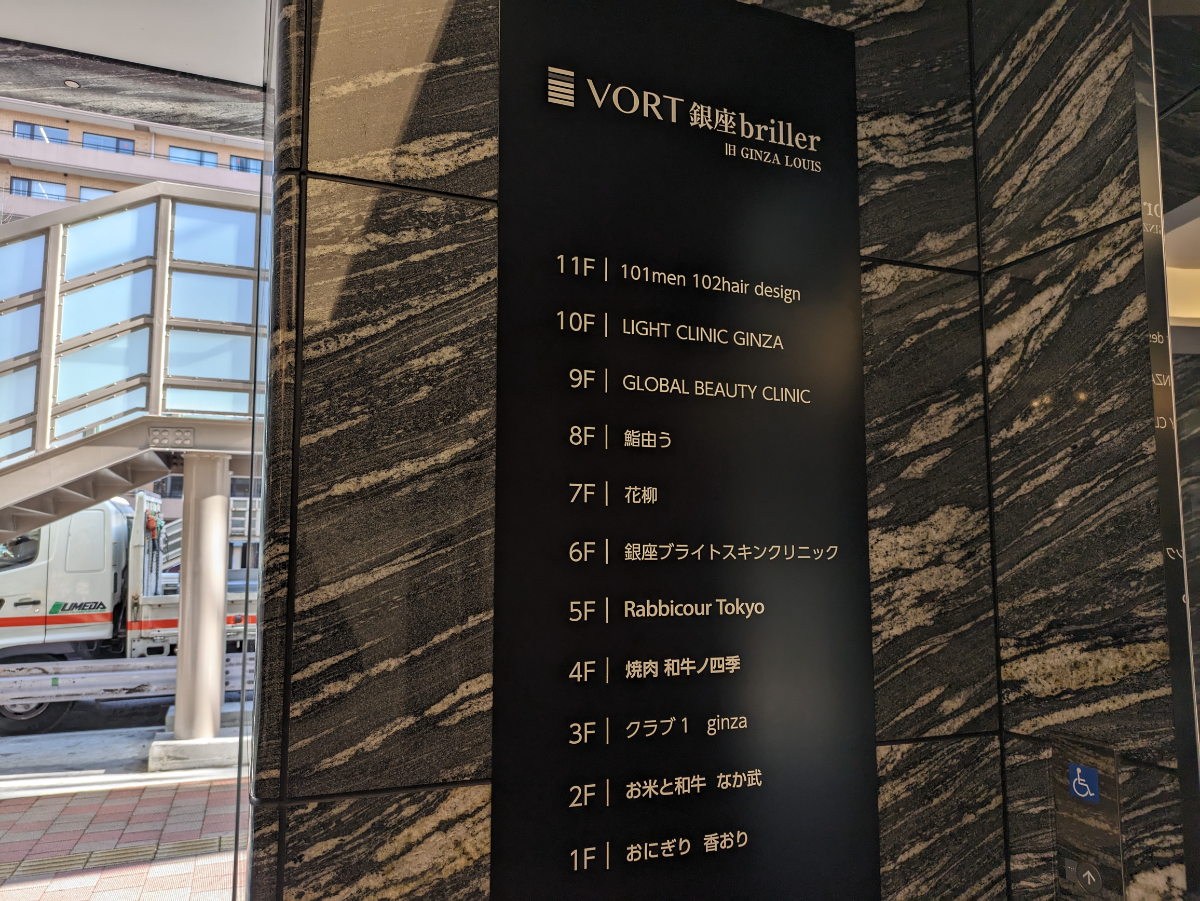 VORT 銀座briller
旧 GINZA LOUIS
11F | 101men 102hair design
10F | LIGHT CLINIC GINZA
9F | GLOBAL BEAUTY CLINIC
8F | 鮨由う
7F | 花柳
6F | 銀座ブライトスキンクリニック
5F | Rabbicour Tokyo
4F | 焼肉 和牛ノ四季
3F | クラブ1 ginza
2F | お米と和牛 なか武
1F | おにぎり 香おり
UMEDA